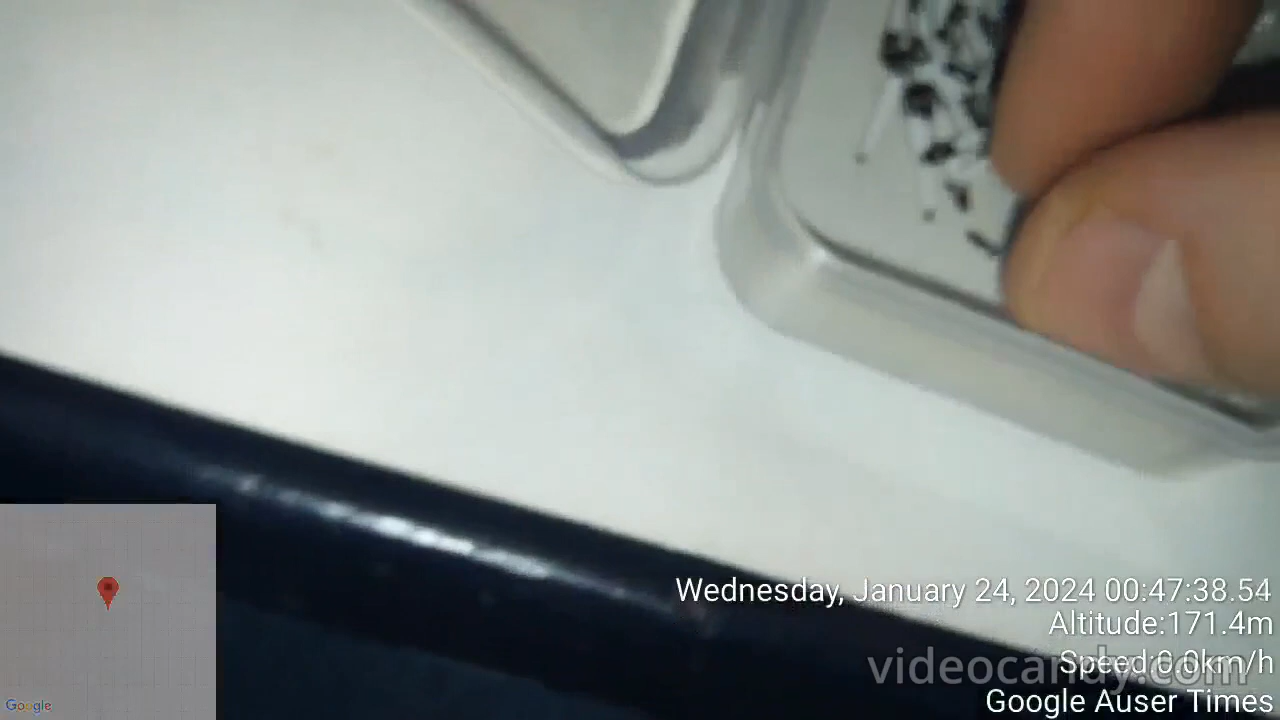 Wednesday, January 24, 2024 00:47:38.54
Altitude:171.4m
Speed:0.0km/h
videocandy.com
Google Auser Times
Google